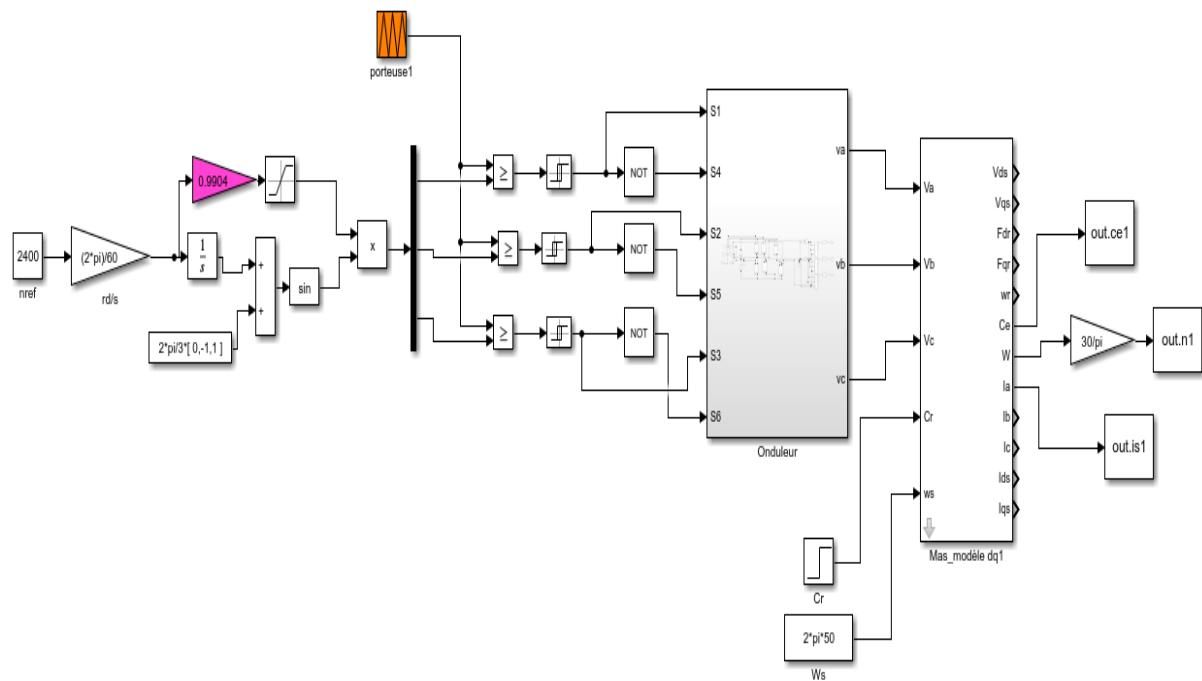 porteuse1
0.9904
2400
nref
(2*pi)/60
rd/s
1
s
+
+
sin
2*pi/3*[ 0,-1,1 ]
x
≥
NOT
≥
NOT
≥
NOT
S1
S4
S2
S5
S3
S6
va
vb
vc
Onduleur
Va
Vb
Vc
Cr
ws
Vds
Vqs
Fdr
Fqr
wr
Ce
W
Ia
Ib
Ic
Ids
Iqs
Mas_modèle dq1
out.ce1
30/pi
out.n1
out.is1
Cr
2*pi*50
Ws